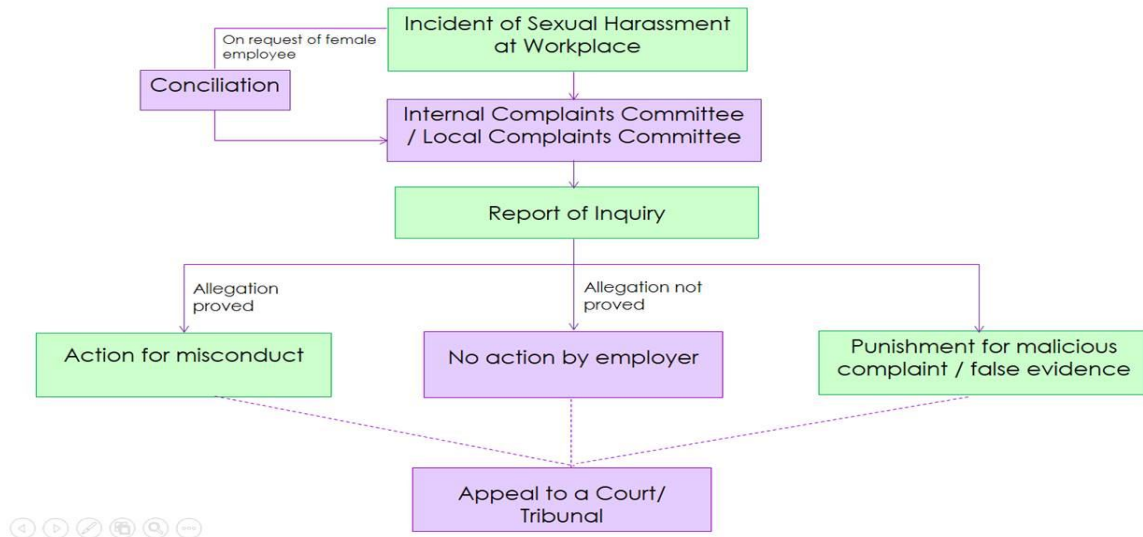 Incident of Sexual Harassment
at Workplace
On request of female
employee
Conciliation
Internal Complaints Committee
/ Local Complaints Committee
Report of Inquiry
Allegation
proved
Allegation not
proved
Action for misconduct
No action by employer
Punishment for malicious
complaint / false evidence
Appeal to a Court/
Tribunal